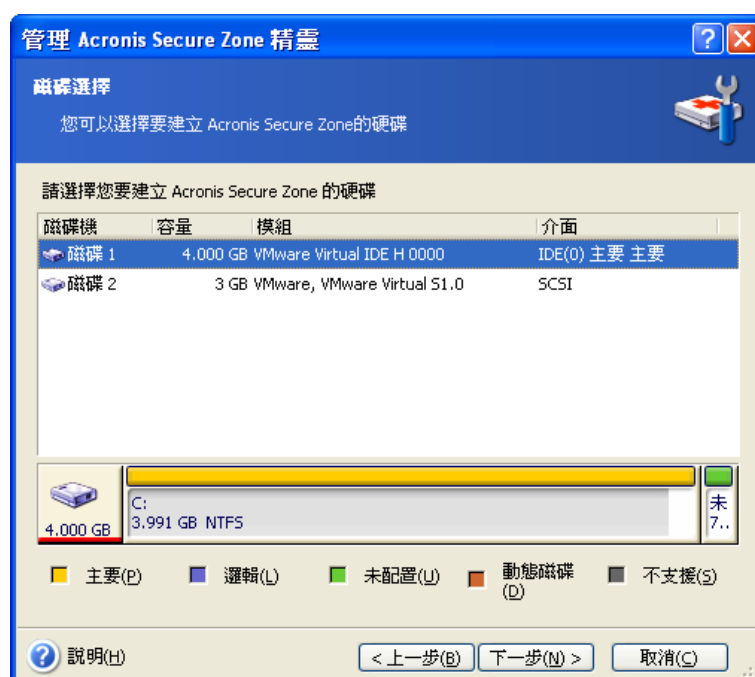 管理 Acronis Secure Zone 精靈
磁碟選擇
您可以選擇要建立 Acronis Secure Zone的硬碟
請選擇您要建立 Acronis Secure Zone 的硬碟
磁碟機 容量 模組 介面
磁碟 1 4.000 GB VMware Virtual IDE H 0000 IDE(0) 主要 主要
磁碟 2 3 GB VMware, VMware Virtual S1.0 SCSI
C: 未
4.000 GB 3.991 GB NTFS 7..
主要(P) 邏輯(L) 未配置(U) 動態磁碟(D) 不支援(S)
說明(H) < 上一步(B) 下一步(N) > 取消(C)